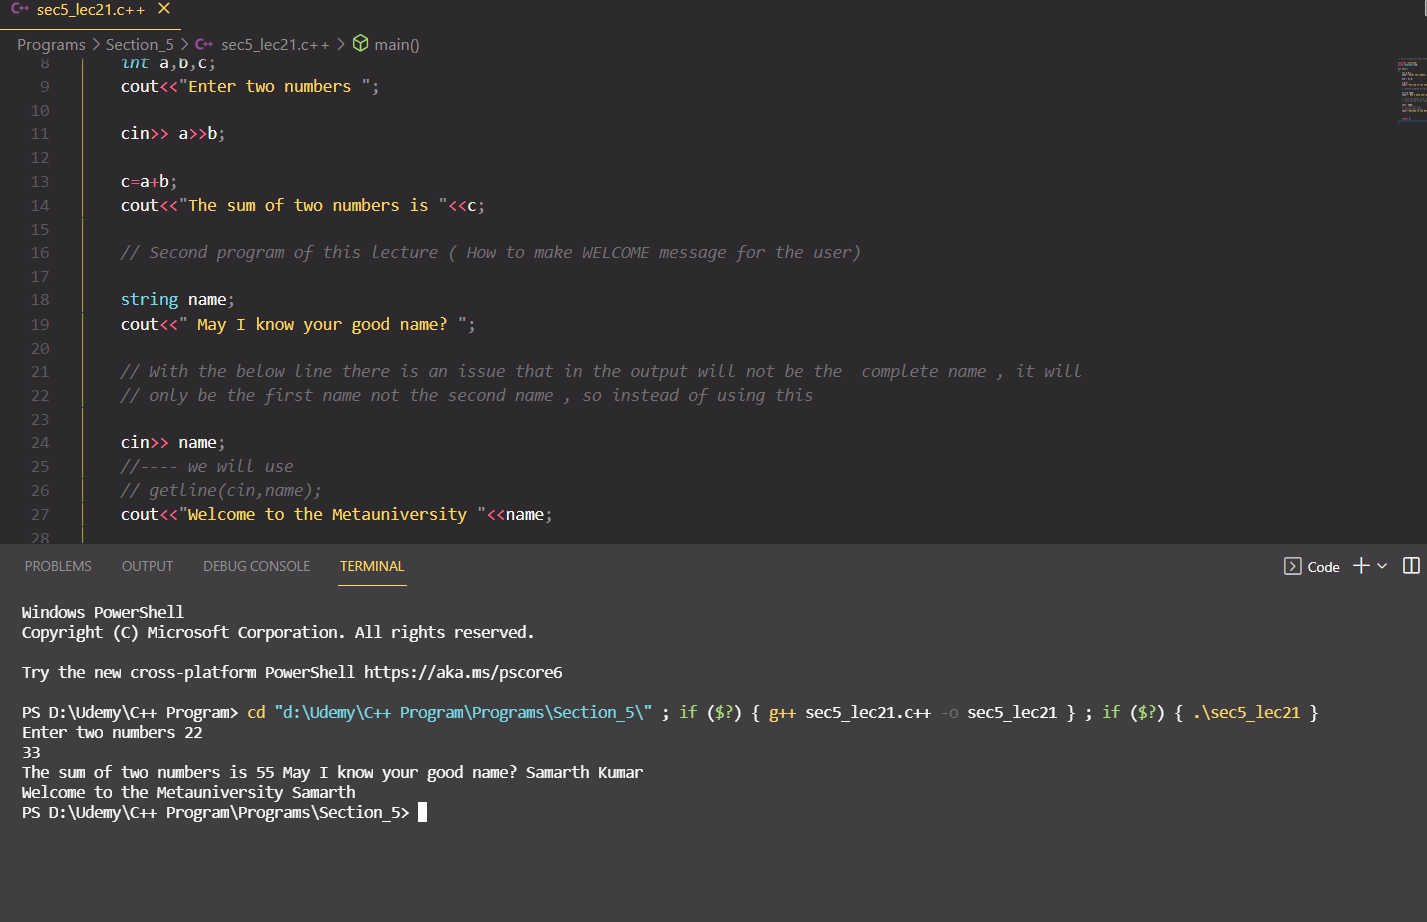 C++ sec5_lec21.c++ ×
Programs > Section_5 > C++ sec5_lec21.c++ > main()
8 int a,b,c;
9 cout<<"Enter two numbers ";
10
11 cin>> a>>b;
12
13 c=a+b;
14 cout<<"The sum of two numbers is "<<c;
15
16 // Second program of this lecture ( How to make WELCOME message for the user)
17
18 string name;
19 cout<<" May I know your good name? ";
20
21 // With the below line there is an issue that in the output will not be the  complete name , it will
22 // only be the first name not the second name , so instead of using this
23
24 cin>> name;
25 //---- we will use
26 // getline(cin,name);
27 cout<<"Welcome to the Metauniversity "<<name;
28
PROBLEMS OUTPUT DEBUG CONSOLE TERMINAL Code
Windows PowerShell
Copyright (C) Microsoft Corporation. All rights reserved.
Try the new cross-platform PowerShell https://aka.ms/pscore6
PS D:\Udemy\C++ Program> cd "d:\Udemy\C++ Program\Programs\Section_5\" ; if ($?) { g++ sec5_lec21.c++ -o sec5_lec21 } ; if ($?) { .\sec5_lec21 }
Enter two numbers 22
33
The sum of two numbers is 55 May I know your good name? Samarth Kumar
Welcome to the Metauniversity Samarth
PS D:\Udemy\C++ Program\Programs\Section_5>